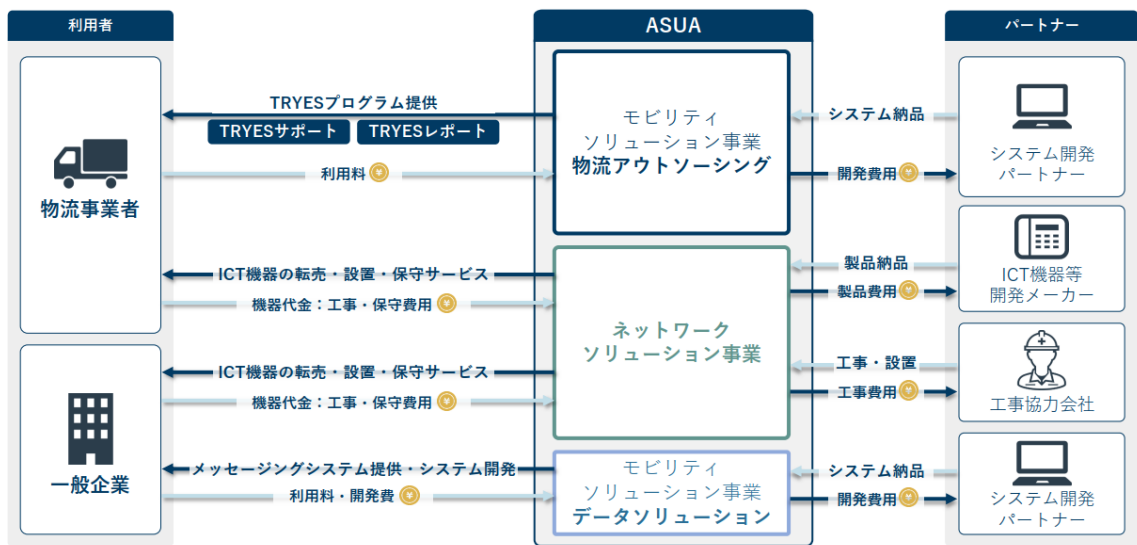 利用者
ASUA
パートナー
TRYESプログラム提供
TRYESサポート
TRYESレポート
利用料
物流事業者
モビリティ
ソリューション事業
物流アウトソーシング
システム納品
開発費用
システム開発
パートナー
ICT機器の転売・設置・保守サービス
機器代金：工事・保守費用
ネットワーク
ソリューション事業
製品納品
製品費用
ICT機器等
開発メーカー
ICT機器の転売・設置・保守サービス
機器代金：工事・保守費用
工事・設置
工事費用
工事協力会社
一般企業
メッセージングシステム提供・システム開発
利用料・開発費
モビリティ
ソリューション事業
データソリューション
システム納品
開発費用
システム開発
パートナー